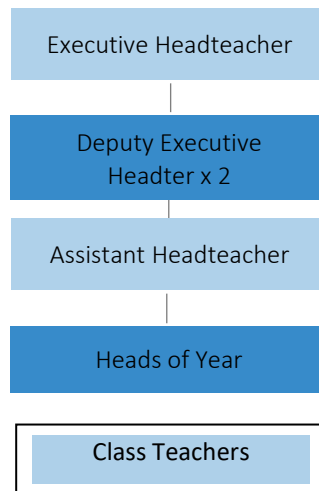 Executive Headteacher
Deputy Executive
Headter x 2
Assistant Headteacher
Heads of Year
Class Teachers